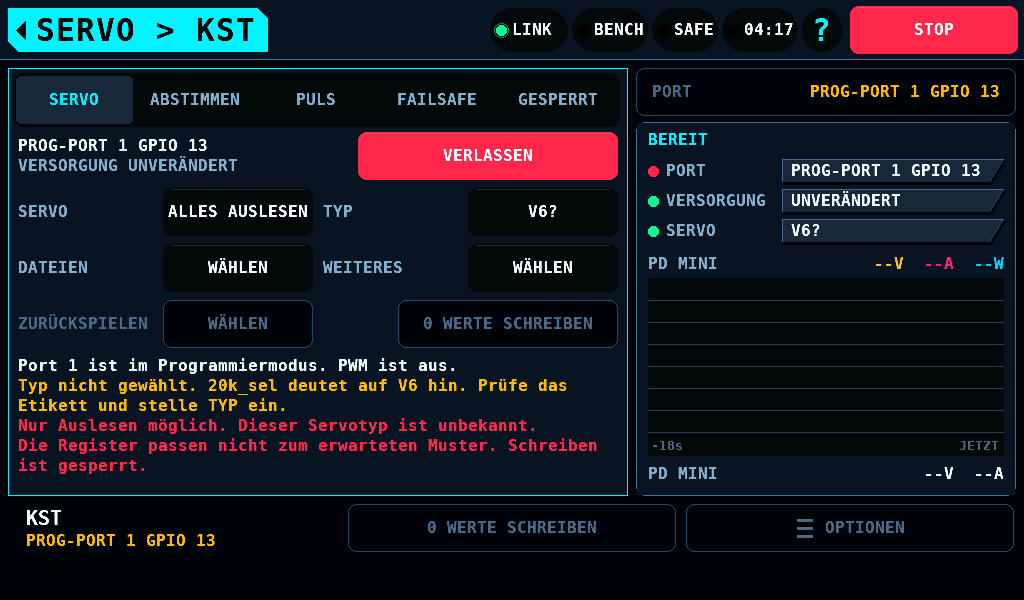 SERVO > KST
LINK
BENCH
SAFE
04:17
?
STOP
SERVO
ABSTIMMEN
PULS
FAILSAFE
GESPERRT
PROG-PORT 1 GPIO 13
VERSORGUNG UNVERÄNDERT
VERLASSEN
SERVO
ALLES AUSLESEN
TYP
V6?
DATEIEN
WÄHLEN
WEITERES
WÄHLEN
ZURÜCKSPIELEN
WÄHLEN
0 WERTE SCHREIBEN
Port 1 ist im Programmiermodus. PWM ist aus.
Typ nicht gewählt. 20k_sel deutet auf V6 hin. Prüfe das
Etikett und stelle TYP ein.
Nur Auslesen möglich. Dieser Servotyp ist unbekannt.
Die Register passen nicht zum erwarteten Muster. Schreiben
ist gesperrt.
PORT
PROG-PORT 1 GPIO 13
BEREIT
PORT
PROG-PORT 1 GPIO 13
VERSORGUNG
UNVERÄNDERT
SERVO
V6?
PD MINI
--V
--A
--W
-18s
JETZT
PD MINI
--V
--A
KST
PROG-PORT 1 GPIO 13
0 WERTE SCHREIBEN
OPTIONEN